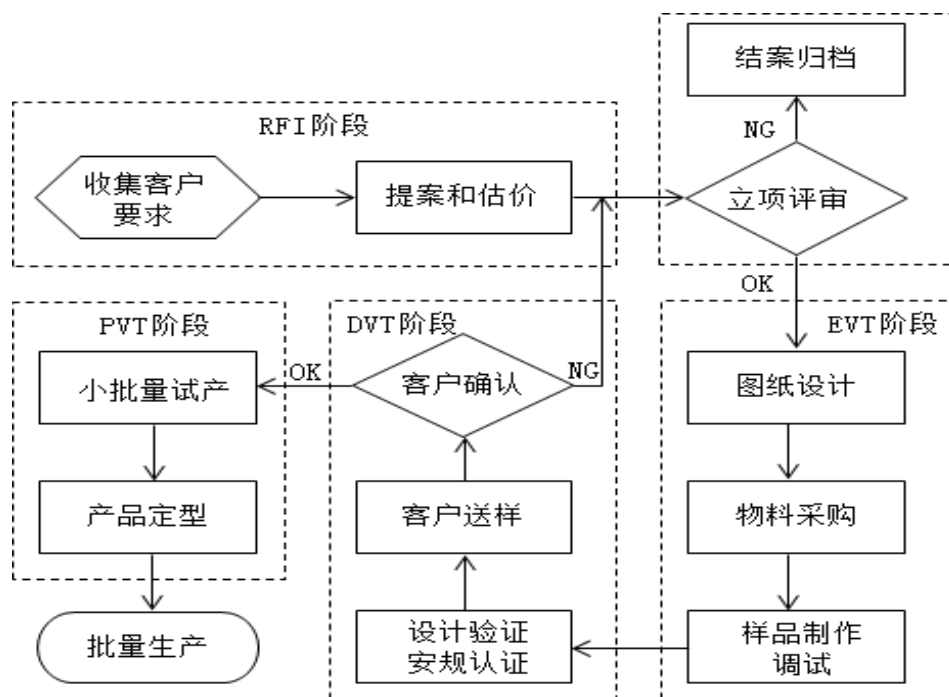 结案归档
NG
立项评审
OK
RFI阶段
收集客户
要求
提案和估价
PVT阶段
小批量试产
产品定型
批量生产
DVT阶段
OK
客户确认
NG
客户送样
设计验证
安规认证
EVT阶段
图纸设计
物料采购
样品制作
调试